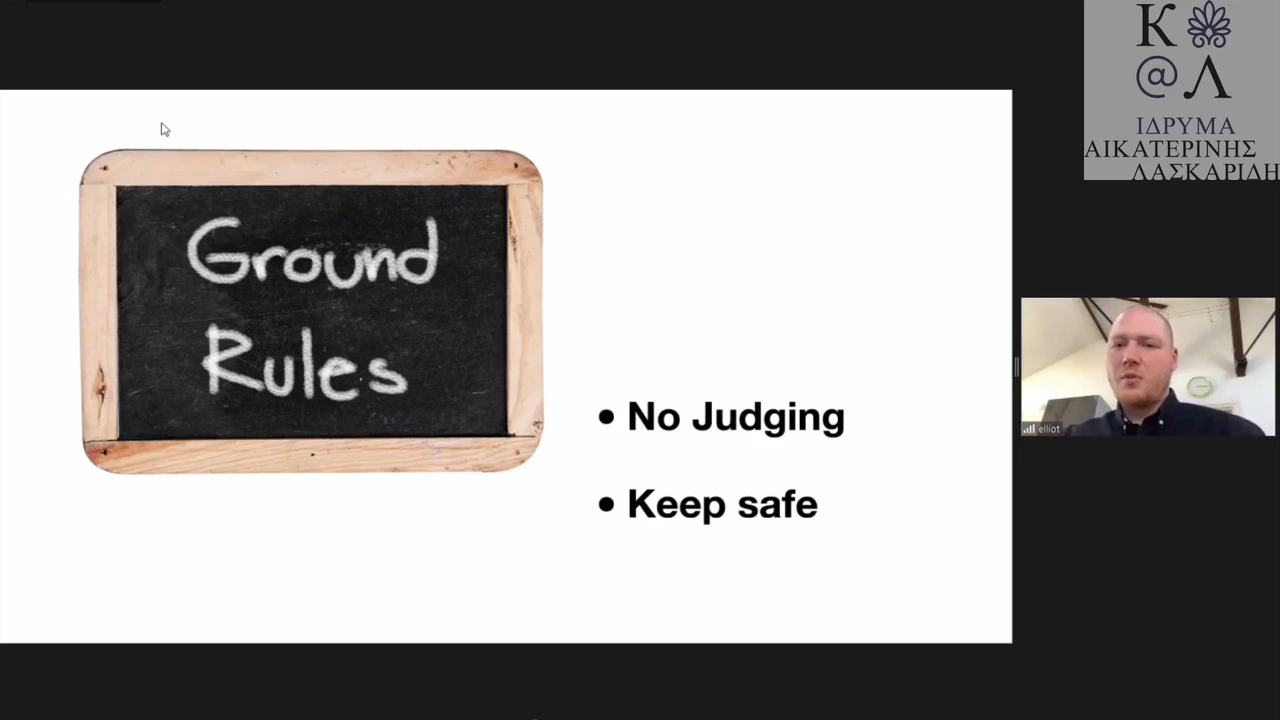 Κ
@ Λ
ΙΔΡΥΜΑ
ΑΙΚΑΤΕΡΙΝΗΣ
ΛΑΣΚΑΡΙΔΗ
Ground
Rules
• No Judging
• Keep safe
elliot